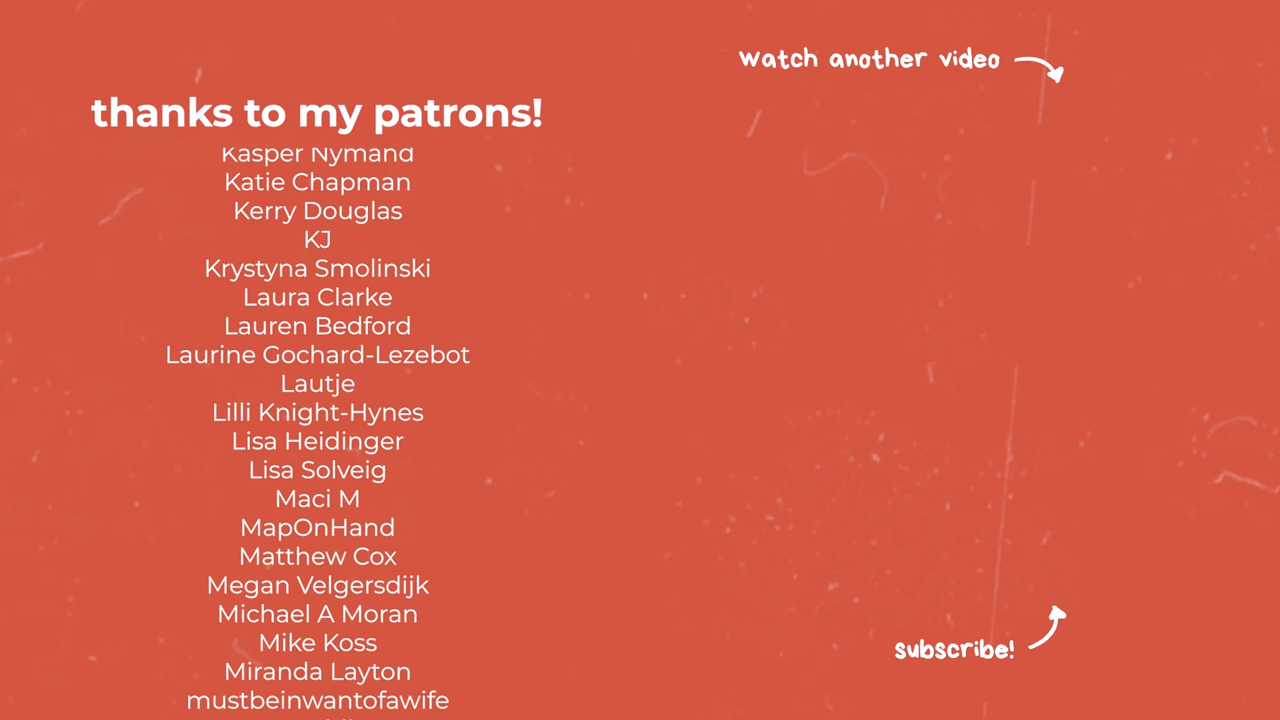 watch another video
thanks to my patrons!
Kasper Nymand
Katie Chapman
Kerry Douglas
KJ
Krystyna Smolinski
Laura Clarke
Lauren Bedford
Laurine Gochard-Lezebot
Lautje
Lilli Knight-Hynes
Lisa Heidinger
Lisa Solveig
Maci M
MapOnHand
Matthew Cox
Megan Velgersdijk
Michael A Moran
Mike Koss
Miranda Layton
mustbeinwantofawife
subscribe!